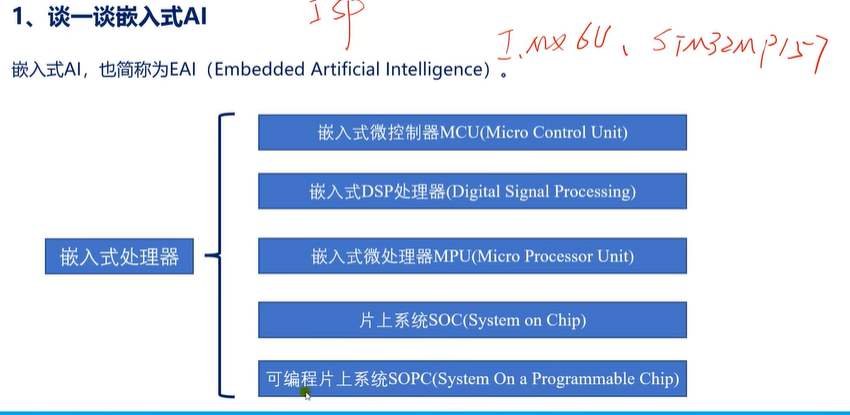 1、谈一谈嵌入式AI
ISP
I.mx 6U、STM32MP157
嵌入式AI，也简称为EAI（Embedded Artificial Intelligence）。
嵌入式处理器
嵌入式微控制器MCU(Micro Control Unit)
嵌入式DSP处理器(Digital Signal Processing)
嵌入式微处理器MPU(Micro Processor Unit)
片上系统SOC(System on Chip)
可编程片上系统SOPC(System On a Programmable Chip)